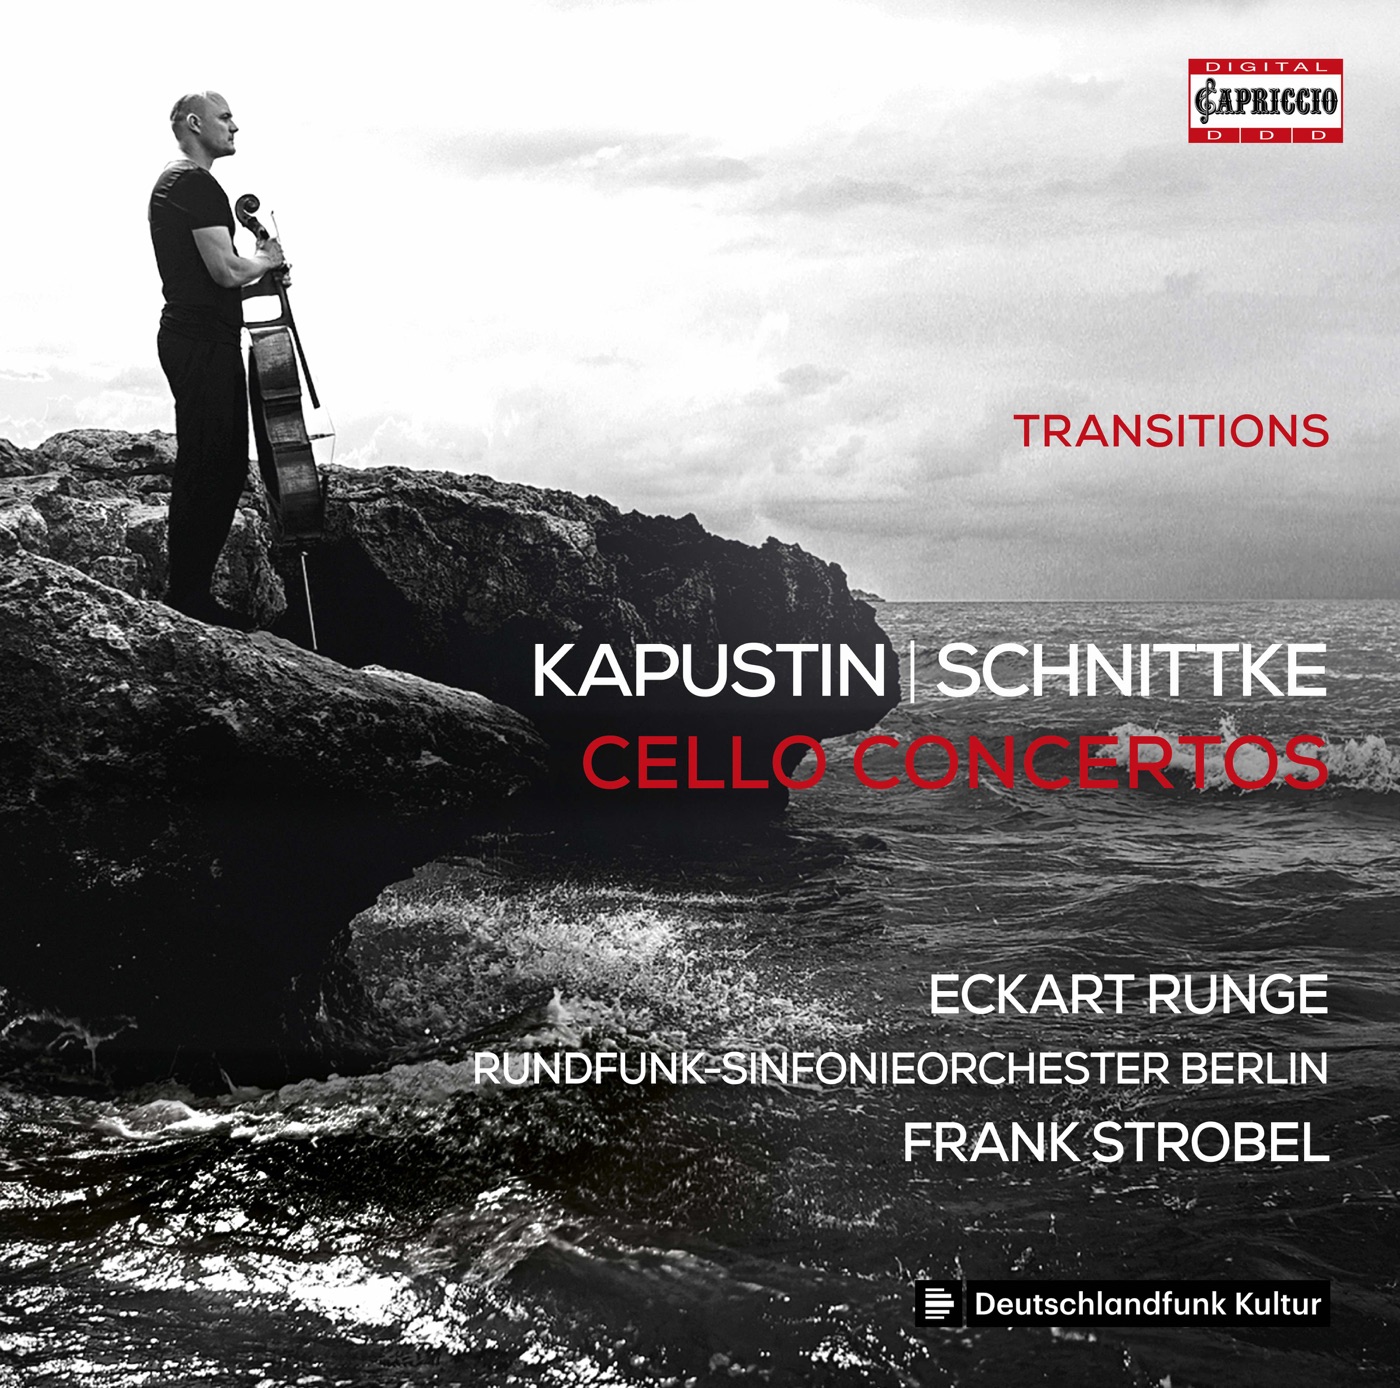 DIGITAL
CAPRICCIO
D D D
TRANSITIONS
KAPUSTIN | SCHNITTKE
CELLO CONCERTOS
ECKART RUNGE
RUNDFUNK-SINFONIEORCHESTER BERLIN
FRANK STROBEL
Deutschlandfunk Kultur